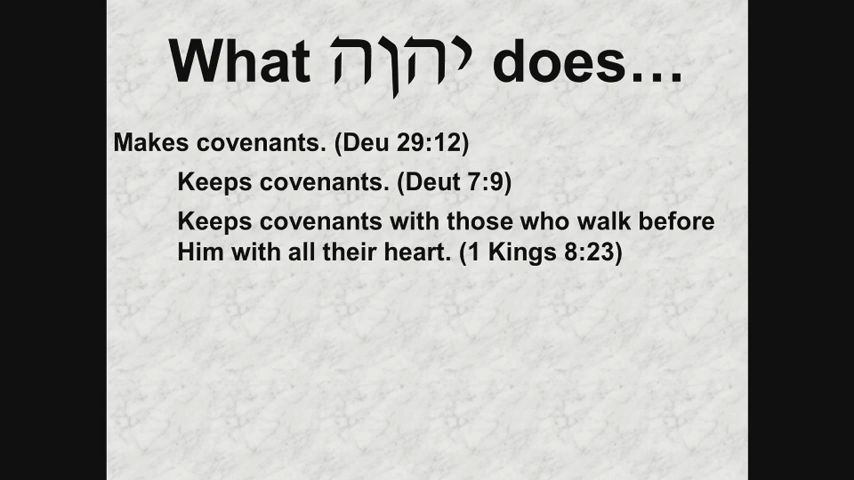 What יהוה does…
Makes covenants. (Deu 29:12)
Keeps covenants. (Deut 7:9)
Keeps covenants with those who walk before
Him with all their heart. (1 Kings 8:23)